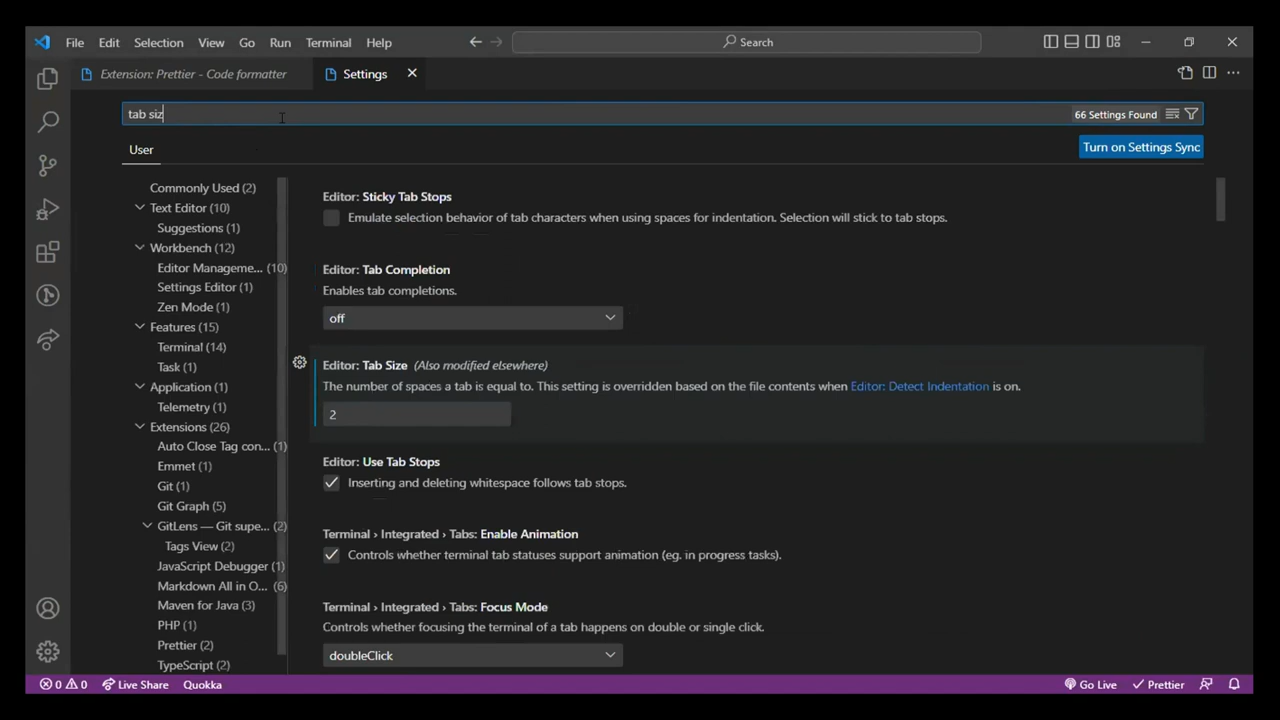 File Edit Selection View Go Run Terminal Help Search
Extension: Prettier - Code formatter Settings
tab siz 66 Settings Found
User Turn on Settings Sync
Commonly Used (2)
Text Editor (10)
Suggestions (1)
Workbench (12)
Editor Manageme... (10)
Settings Editor (1)
Zen Mode (1)
Features (15)
Terminal (14)
Task (1)
Application (1)
Telemetry (1)
Extensions (26)
Auto Close Tag con... (1)
Emmet (1)
Git (1)
Git Graph (5)
GitLens — Git supe... (2)
Tags View (2)
JavaScript Debugger (1)
Markdown All in O... (6)
Maven for Java (3)
PHP (1)
Prettier (2)
TypeScript (2)
Editor: Sticky Tab Stops
Emulate selection behavior of tab characters when using spaces for indentation. Selection will stick to tab stops.
Editor: Tab Completion
Enables tab completions.
off
Editor: Tab Size (Also modified elsewhere)
The number of spaces a tab is equal to. This setting is overridden based on the file contents when Editor: Detect Indentation is on.
2
Editor: Use Tab Stops
Inserting and deleting whitespace follows tab stops.
Terminal › Integrated › Tabs: Enable Animation
Controls whether terminal tab statuses support animation (eg. in progress tasks).
Terminal › Integrated › Tabs: Focus Mode
Controls whether focusing the terminal of a tab happens on double or single click.
doubleClick
0 0 Live Share Quokka Go Live Prettier